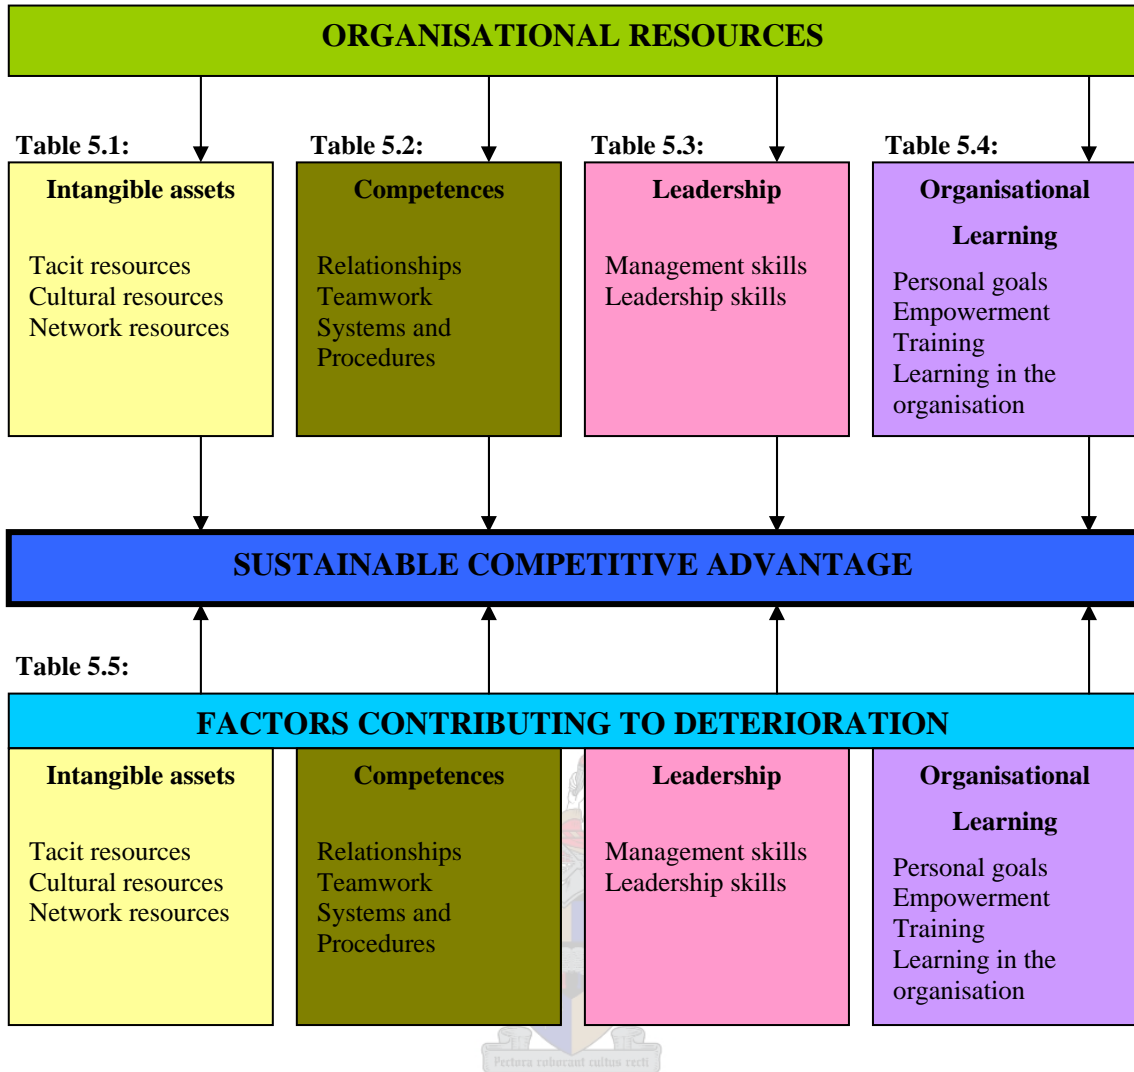 ORGANISATIONAL RESOURCES
Table 5.1:
Intangible assets
Tacit resources
Cultural resources
Network resources
Table 5.2:
Competences
Relationships
Teamwork
Systems and
Procedures
Table 5.3:
Leadership
Management skills
Leadership skills
Table 5.4:
Organisational
Learning
Personal goals
Empowerment
Training
Learning in the
organisation
SUSTAINABLE COMPETITIVE ADVANTAGE
Table 5.5:
FACTORS CONTRIBUTING TO DETERIORATION
Intangible assets
Tacit resources
Cultural resources
Network resources
Competences
Relationships
Teamwork
Systems and
Procedures
Leadership
Management skills
Leadership skills
Organisational
Learning
Personal goals
Empowerment
Training
Learning in the
organisation
Pectora roborant cultus recti